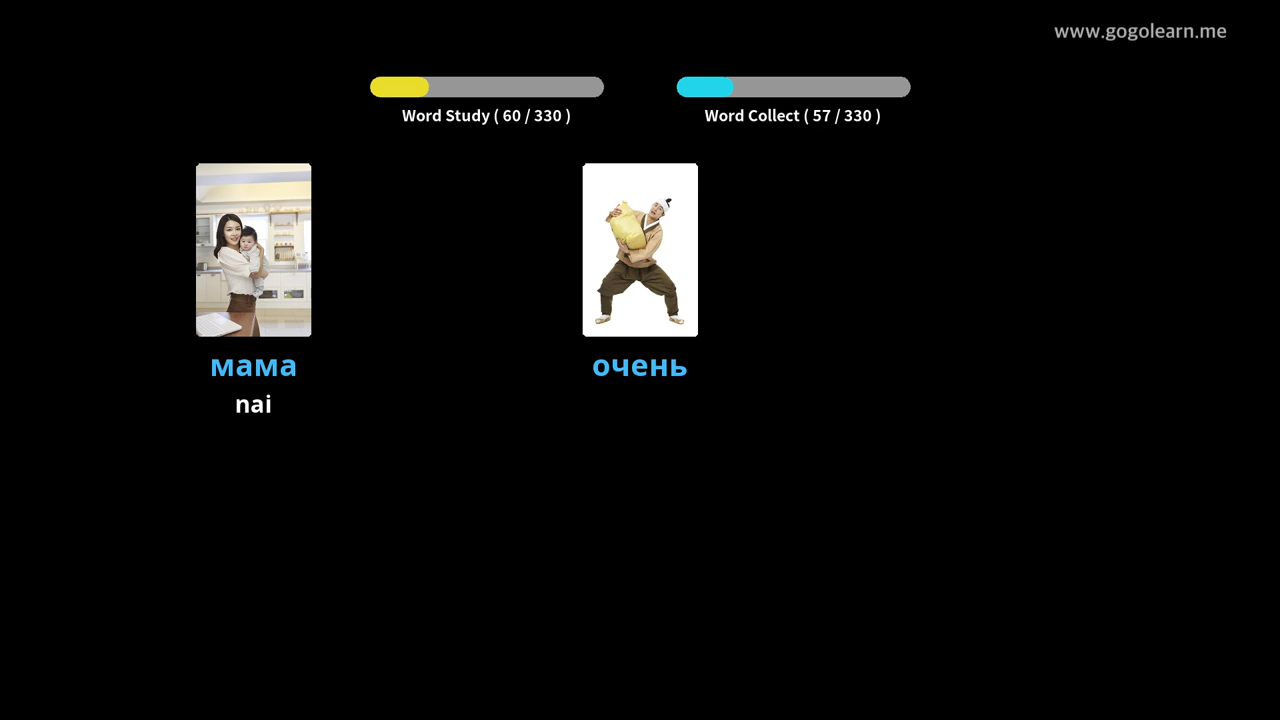 www.gogolearn.me
Word Study ( 60 / 330 )
Word Collect ( 57 / 330 )
мама
очень
nai